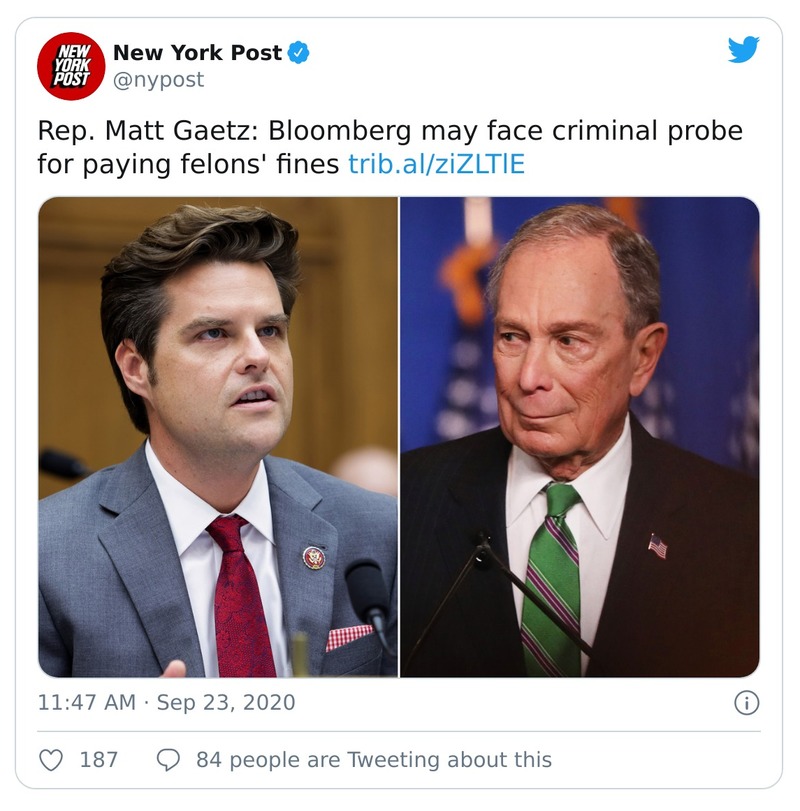 NEW
YORK
POST
New York Post
@nypost
Rep. Matt Gaetz: Bloomberg may face criminal probe
for paying felons' fines trib.al/ziZLTlE
11:47 AM · Sep 23, 2020
187
84 people are Tweeting about this